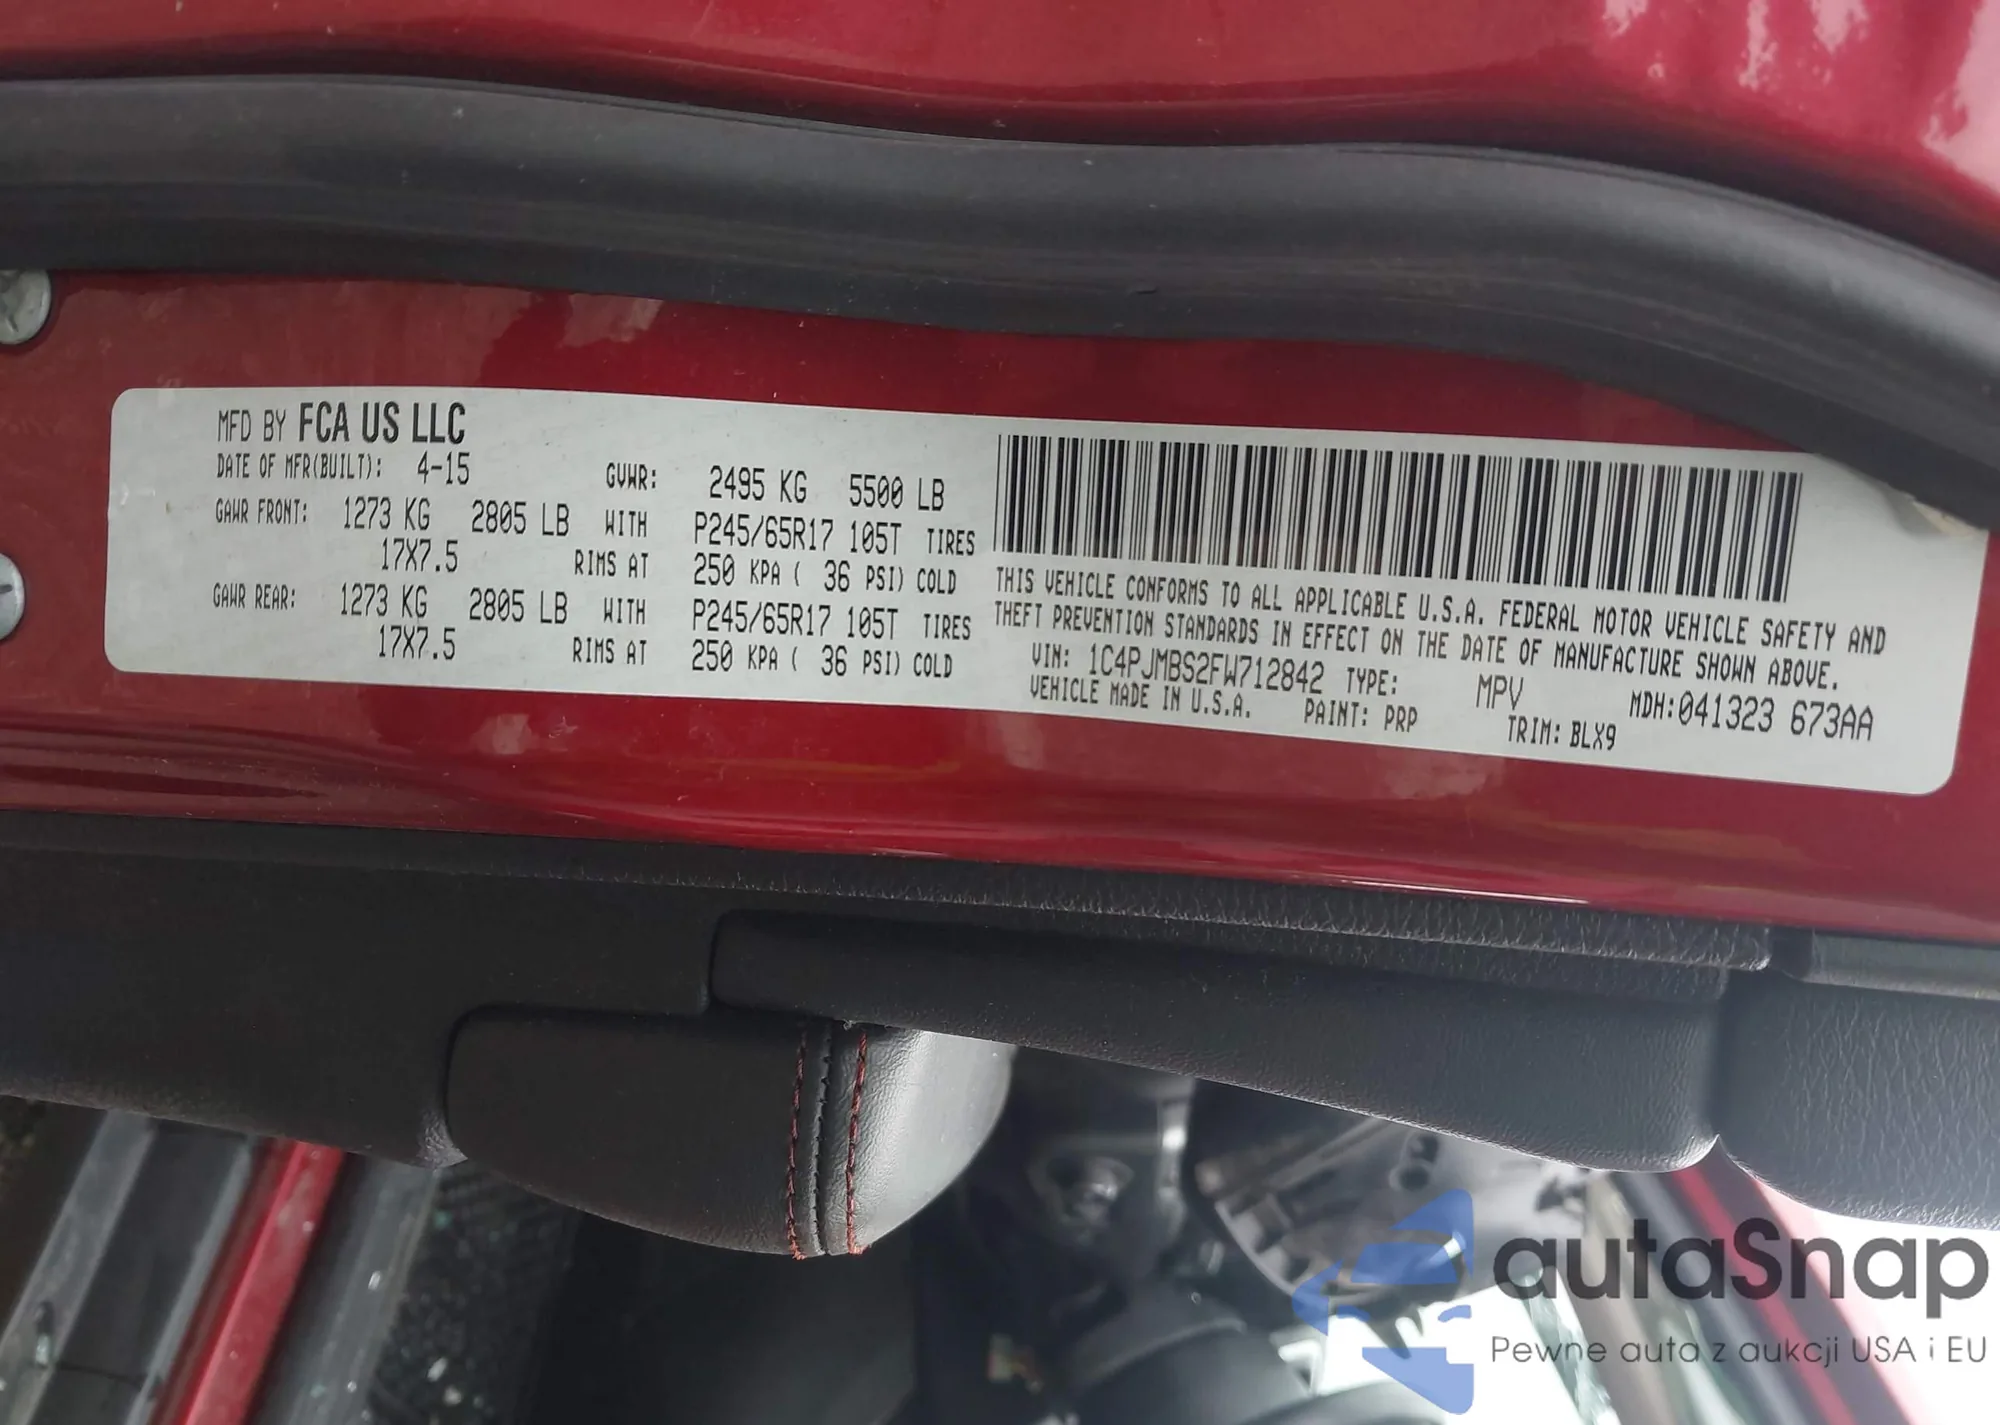 MFD BY FCA US LLC
DATE OF MFR(BUILT): 4-15 GVWR: 2495 KG 5500 LB
GAWR FRONT: 1273 KG 2805 LB WITH P245/65R17 105T TIRES
17X7.5 RIMS AT 250 KPA ( 36 PSI) COLD
GAWR REAR: 1273 KG 2805 LB WITH P245/65R17 105T TIRES
17X7.5 RIMS AT 250 KPA ( 36 PSI) COLD
THIS VEHICLE CONFORMS TO ALL APPLICABLE U.S.A. FEDERAL MOTOR VEHICLE SAFETY AND
THEFT PREVENTION STANDARDS IN EFFECT ON THE DATE OF MANUFACTURE SHOWN ABOVE.
VIN: 1C4PJMBS2FW712842 TYPE: MPV MDH:041323 673AA
VEHICLE MADE IN U.S.A. PAINT: PRP TRIM: BLX9
autaSnap
Pewne auta z aukcji USA i EU